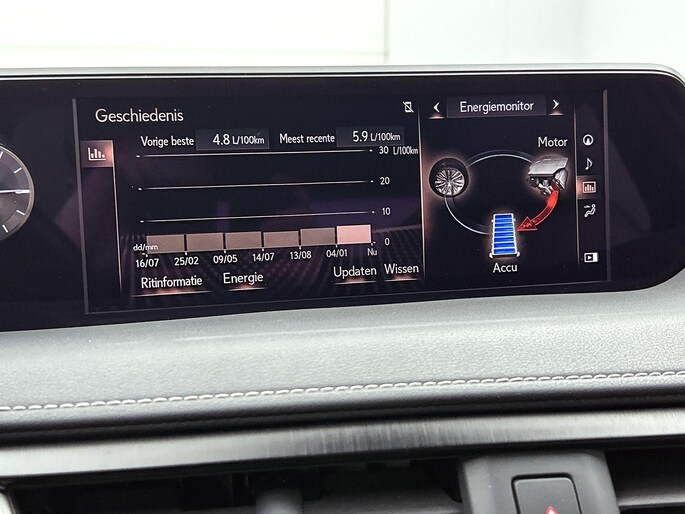 Geschiedenis
Vorige beste 4.8 L/100km Meest recente 5.9 L/100km
30 L/100km
20
10
0
dd/mm
16/07 25/02 09/05 14/07 13/08 04/01 Nu
Ritinformatie Energie Updaten Wissen
Energiemonitor
Motor
Accu